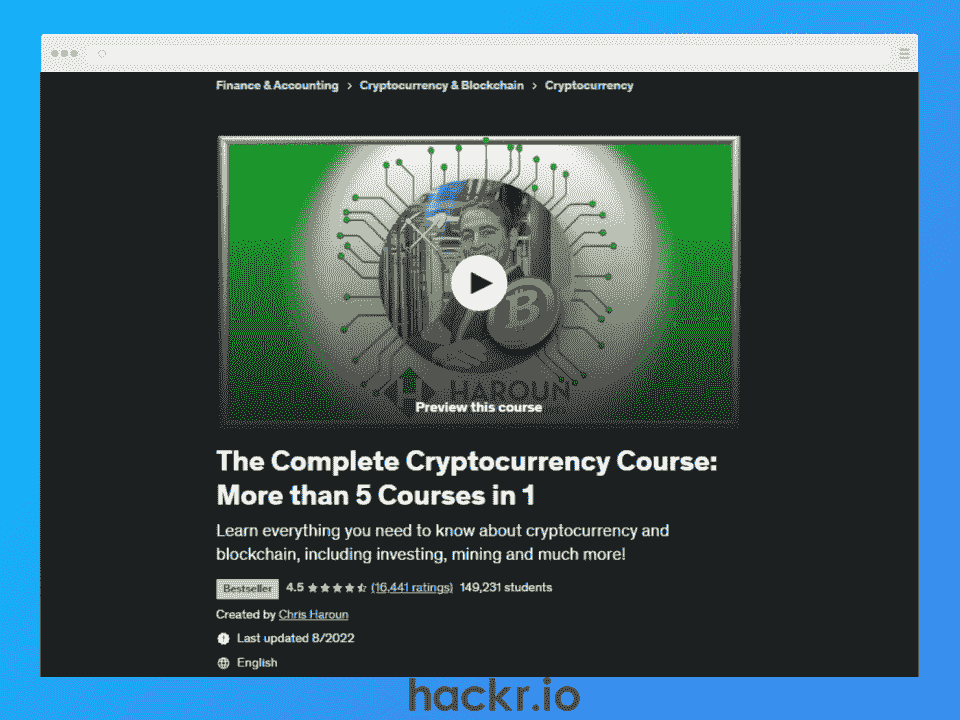 Finance & Accounting > Cryptocurrency & Blockchain > Cryptocurrency
HAROUN
Preview this course
The Complete Cryptocurrency Course:
More than 5 Courses in 1
Learn everything you need to know about cryptocurrency and
blockchain, including investing, mining and much more!
Bestseller 4.5 (16,441 ratings) 149,231 students
Created by Chris Haroun
Last updated 8/2022
English
hackr.io